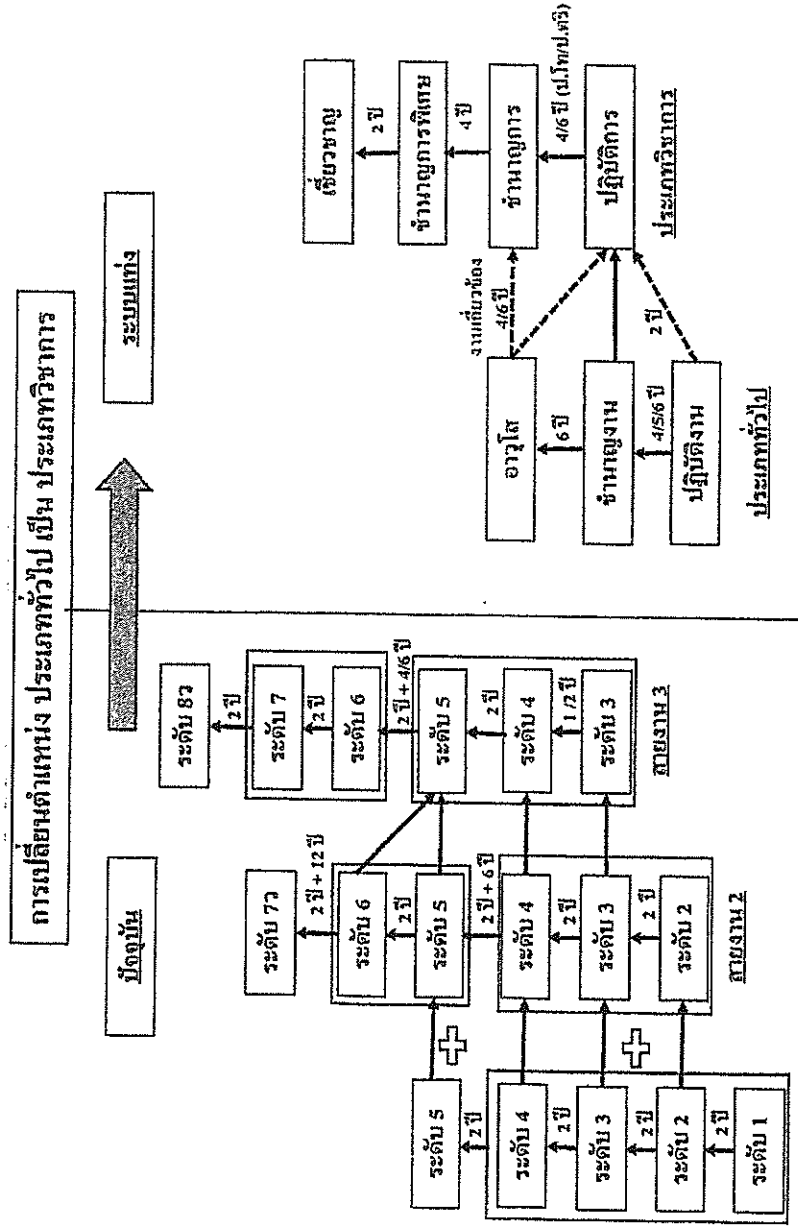 การเปลี่ยนตำแหน่ง ประเภททั่วไป เป็น ประเภทวิชาการ
ปัจจุบัน
ระบบแท่ง
ระดับ 5
2 ปี
ระดับ 4
2 ปี
ระดับ 3
2 ปี
ระดับ 2
2 ปี
ระดับ 1
ระดับ 7ว
2 ปี + 12 ปี
ระดับ 6
2 ปี
ระดับ 5
2 ปี + 6 ปี
ระดับ 4
2 ปี
ระดับ 3
2 ปี
ระดับ 2
สายงาน 2
ระดับ 8ว
2 ปี
ระดับ 7
2 ปี
ระดับ 6
2 ปี + 4/6 ปี
ระดับ 5
2 ปี
ระดับ 4
1 /2 ปี
ระดับ 3
สายงาน 3
อาวุโส
6 ปี
ชำนาญงาน
4/5/6 ปี
ปฏิบัติงาน
ประเภททั่วไป
งานเกี่ยวข้อง
4/6 ปี
2 ปี
เชี่ยวชาญ
2 ปี
ชำนาญการพิเศษ
4 ปี
ชำนาญการ
4/6 ปี (ป.โท/ป.ตรี)
ปฏิบัติการ
ประเภทวิชาการ